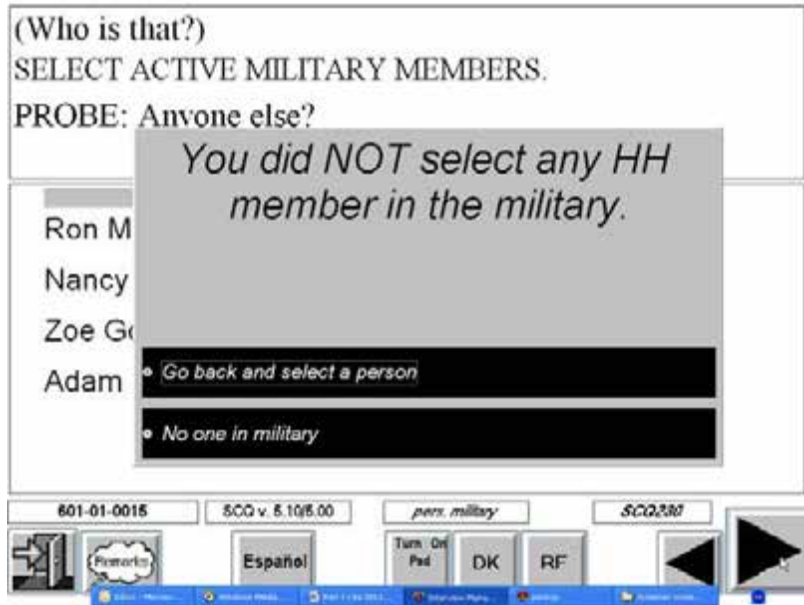 (Who is that?)
SELECT ACTIVE MILITARY MEMBERS.
PROBE: Anyone else?
You did NOT select any HH
member in the military.
Ron M
Nancy
Zoe Go
Adam
Go back and select a person
No one in military
601-01-0015
SCQ v. 5.10/5.00
pers. military
SCQ230
Remarks
Español
Turn On
Pad
DK
RF